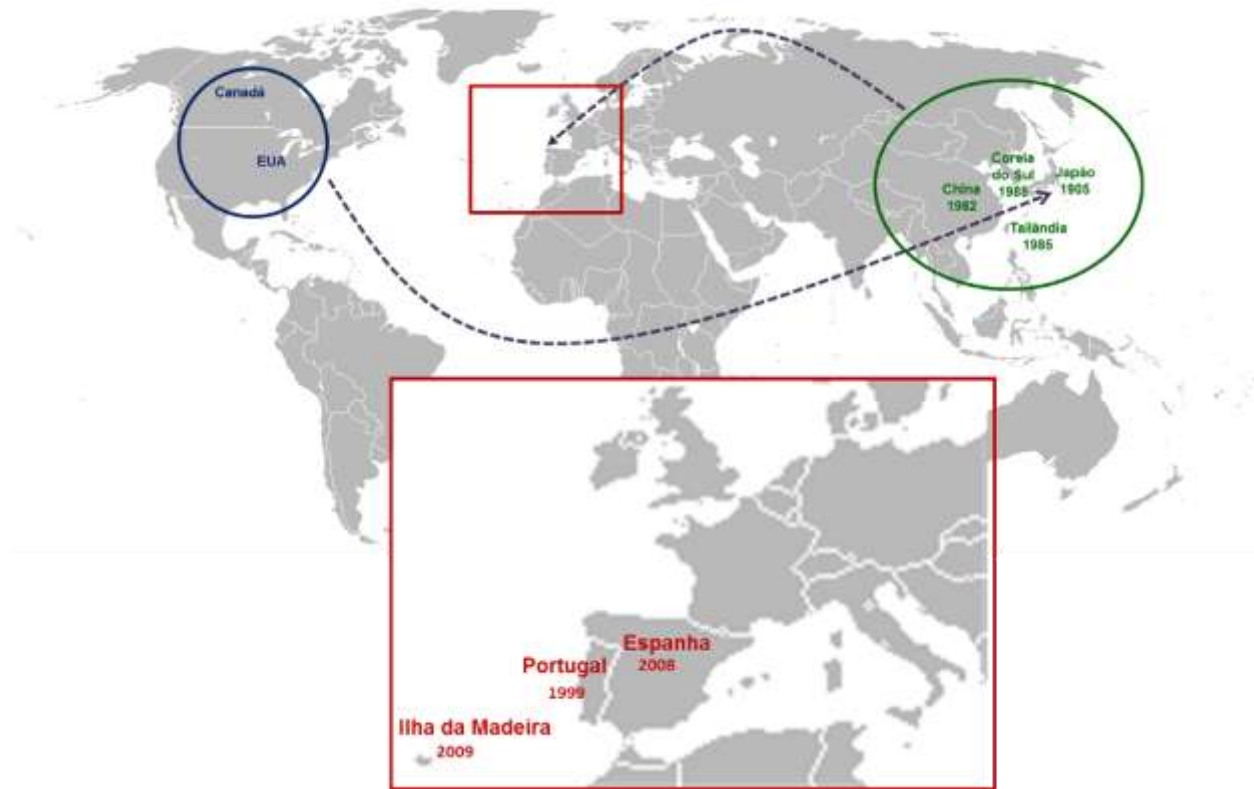 Canadá
EUA
Coreia
do Sul
1988
Japão
1905
China
1982
Tailândia
1985
Espanha
2008
Portugal
1999
Ilha da Madeira
2009